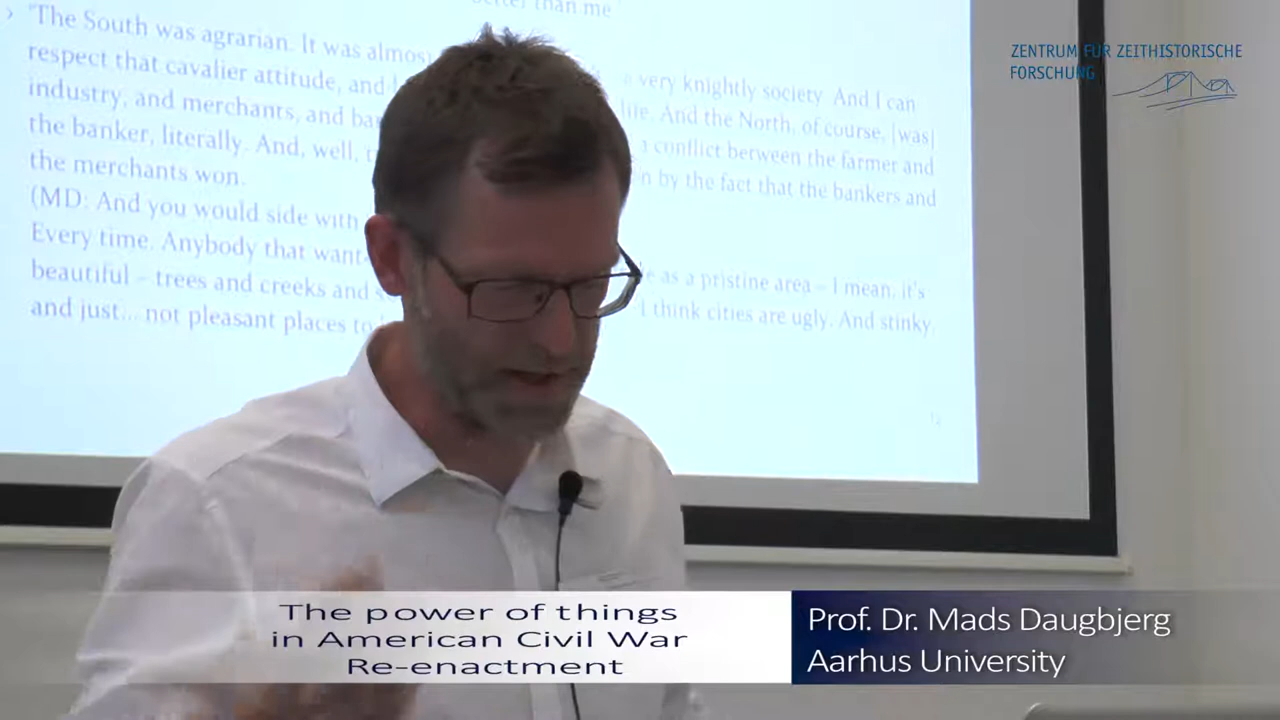 better than me
› 'The South was agrarian. It was almost a very knightly society. And I can
respect that cavalier attitude, and life. And the North, of course, [was]
industry, and merchants, and a conflict between the farmer and
the banker, literally. And, well, by the fact that the bankers and
the merchants won.
(MD: And you would side with
Every time. Anybody that as a pristine area – I mean, it's
beautiful – trees and creeks and I think cities are ugly. And stinky.
and just... not pleasant places to
ZENTRUM FÜR ZEITHISTORISCHE
FORSCHUNG
The power of things
in American Civil War
Re-enactment
Prof. Dr. Mads Daugbjerg
Aarhus University